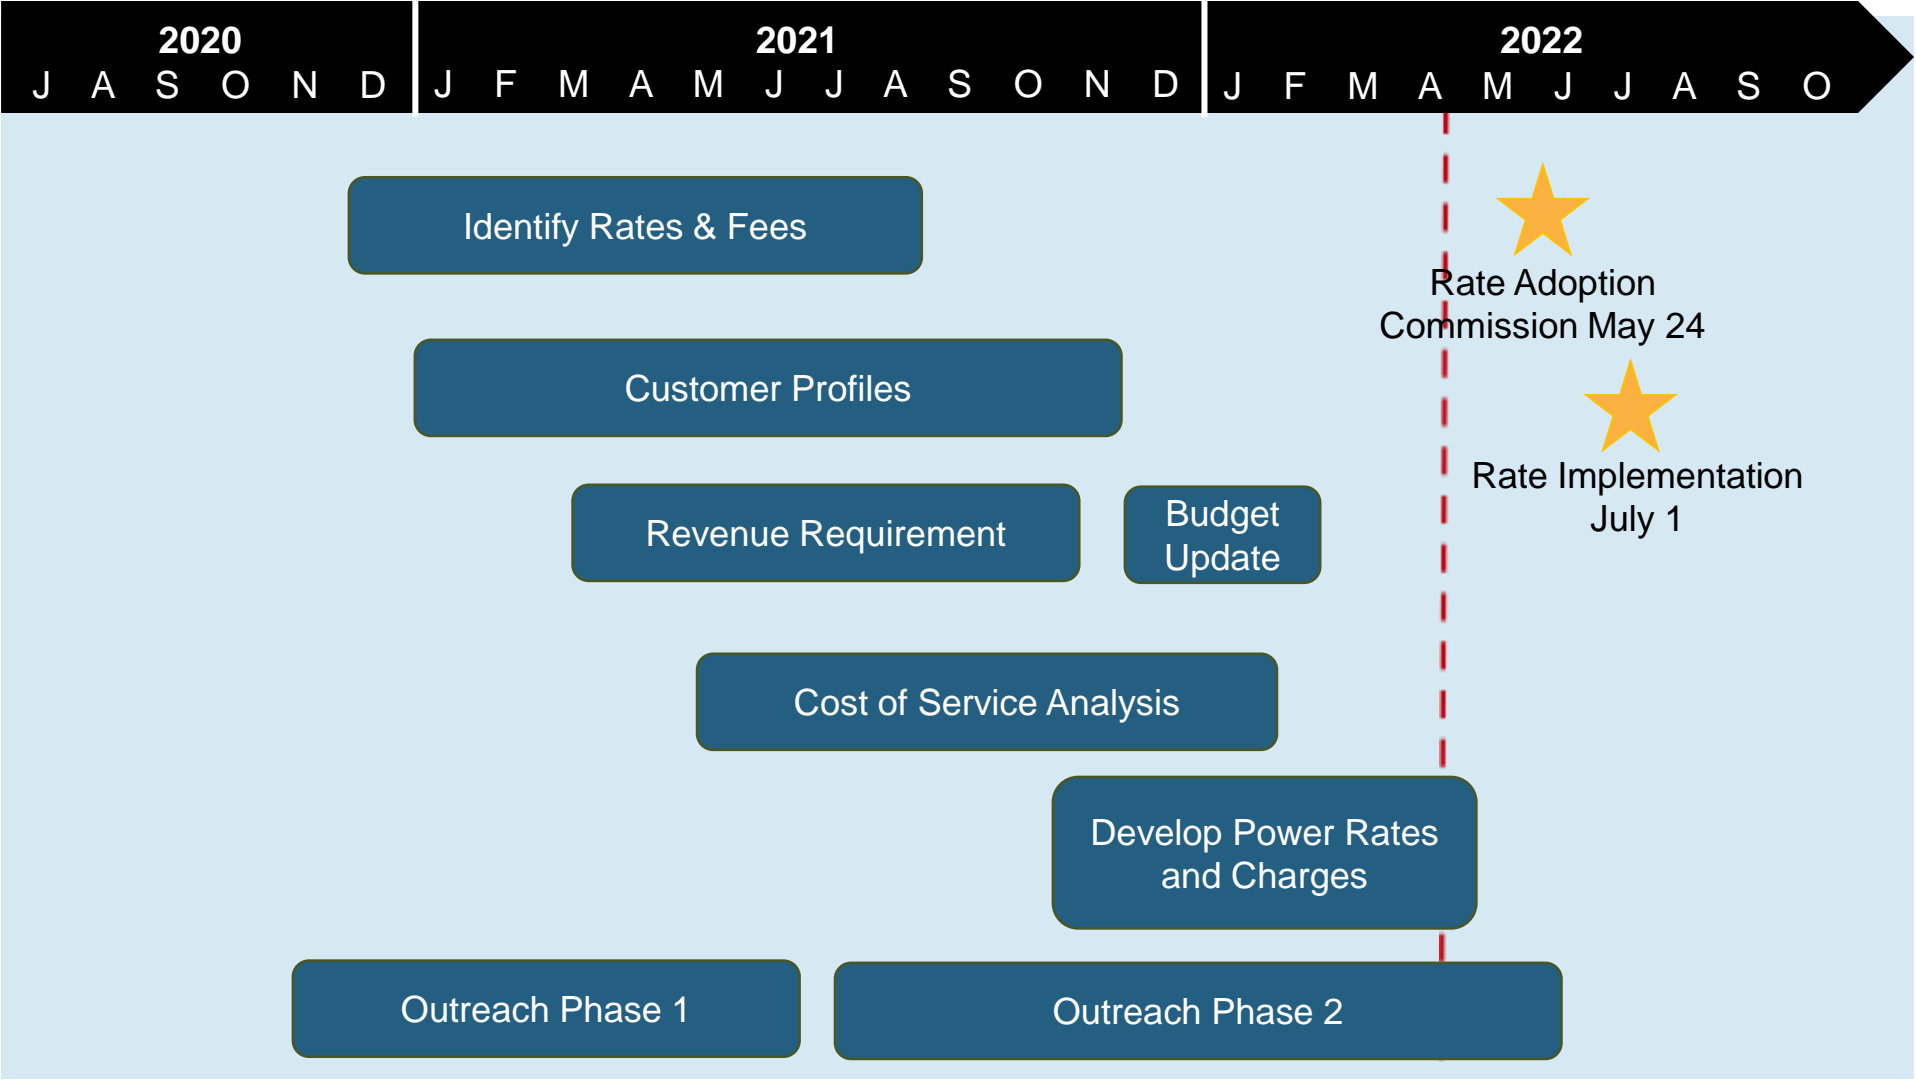 2020
2021
2022
J A S O N D
J F M A M J J A S O N D
J F M A M J J A S O
Identify Rates & Fees
Rate Adoption
Commission May 24
Customer Profiles
Rate Implementation
July 1
Revenue Requirement
Budget
Update
Cost of Service Analysis
Develop Power Rates
and Charges
Outreach Phase 1
Outreach Phase 2